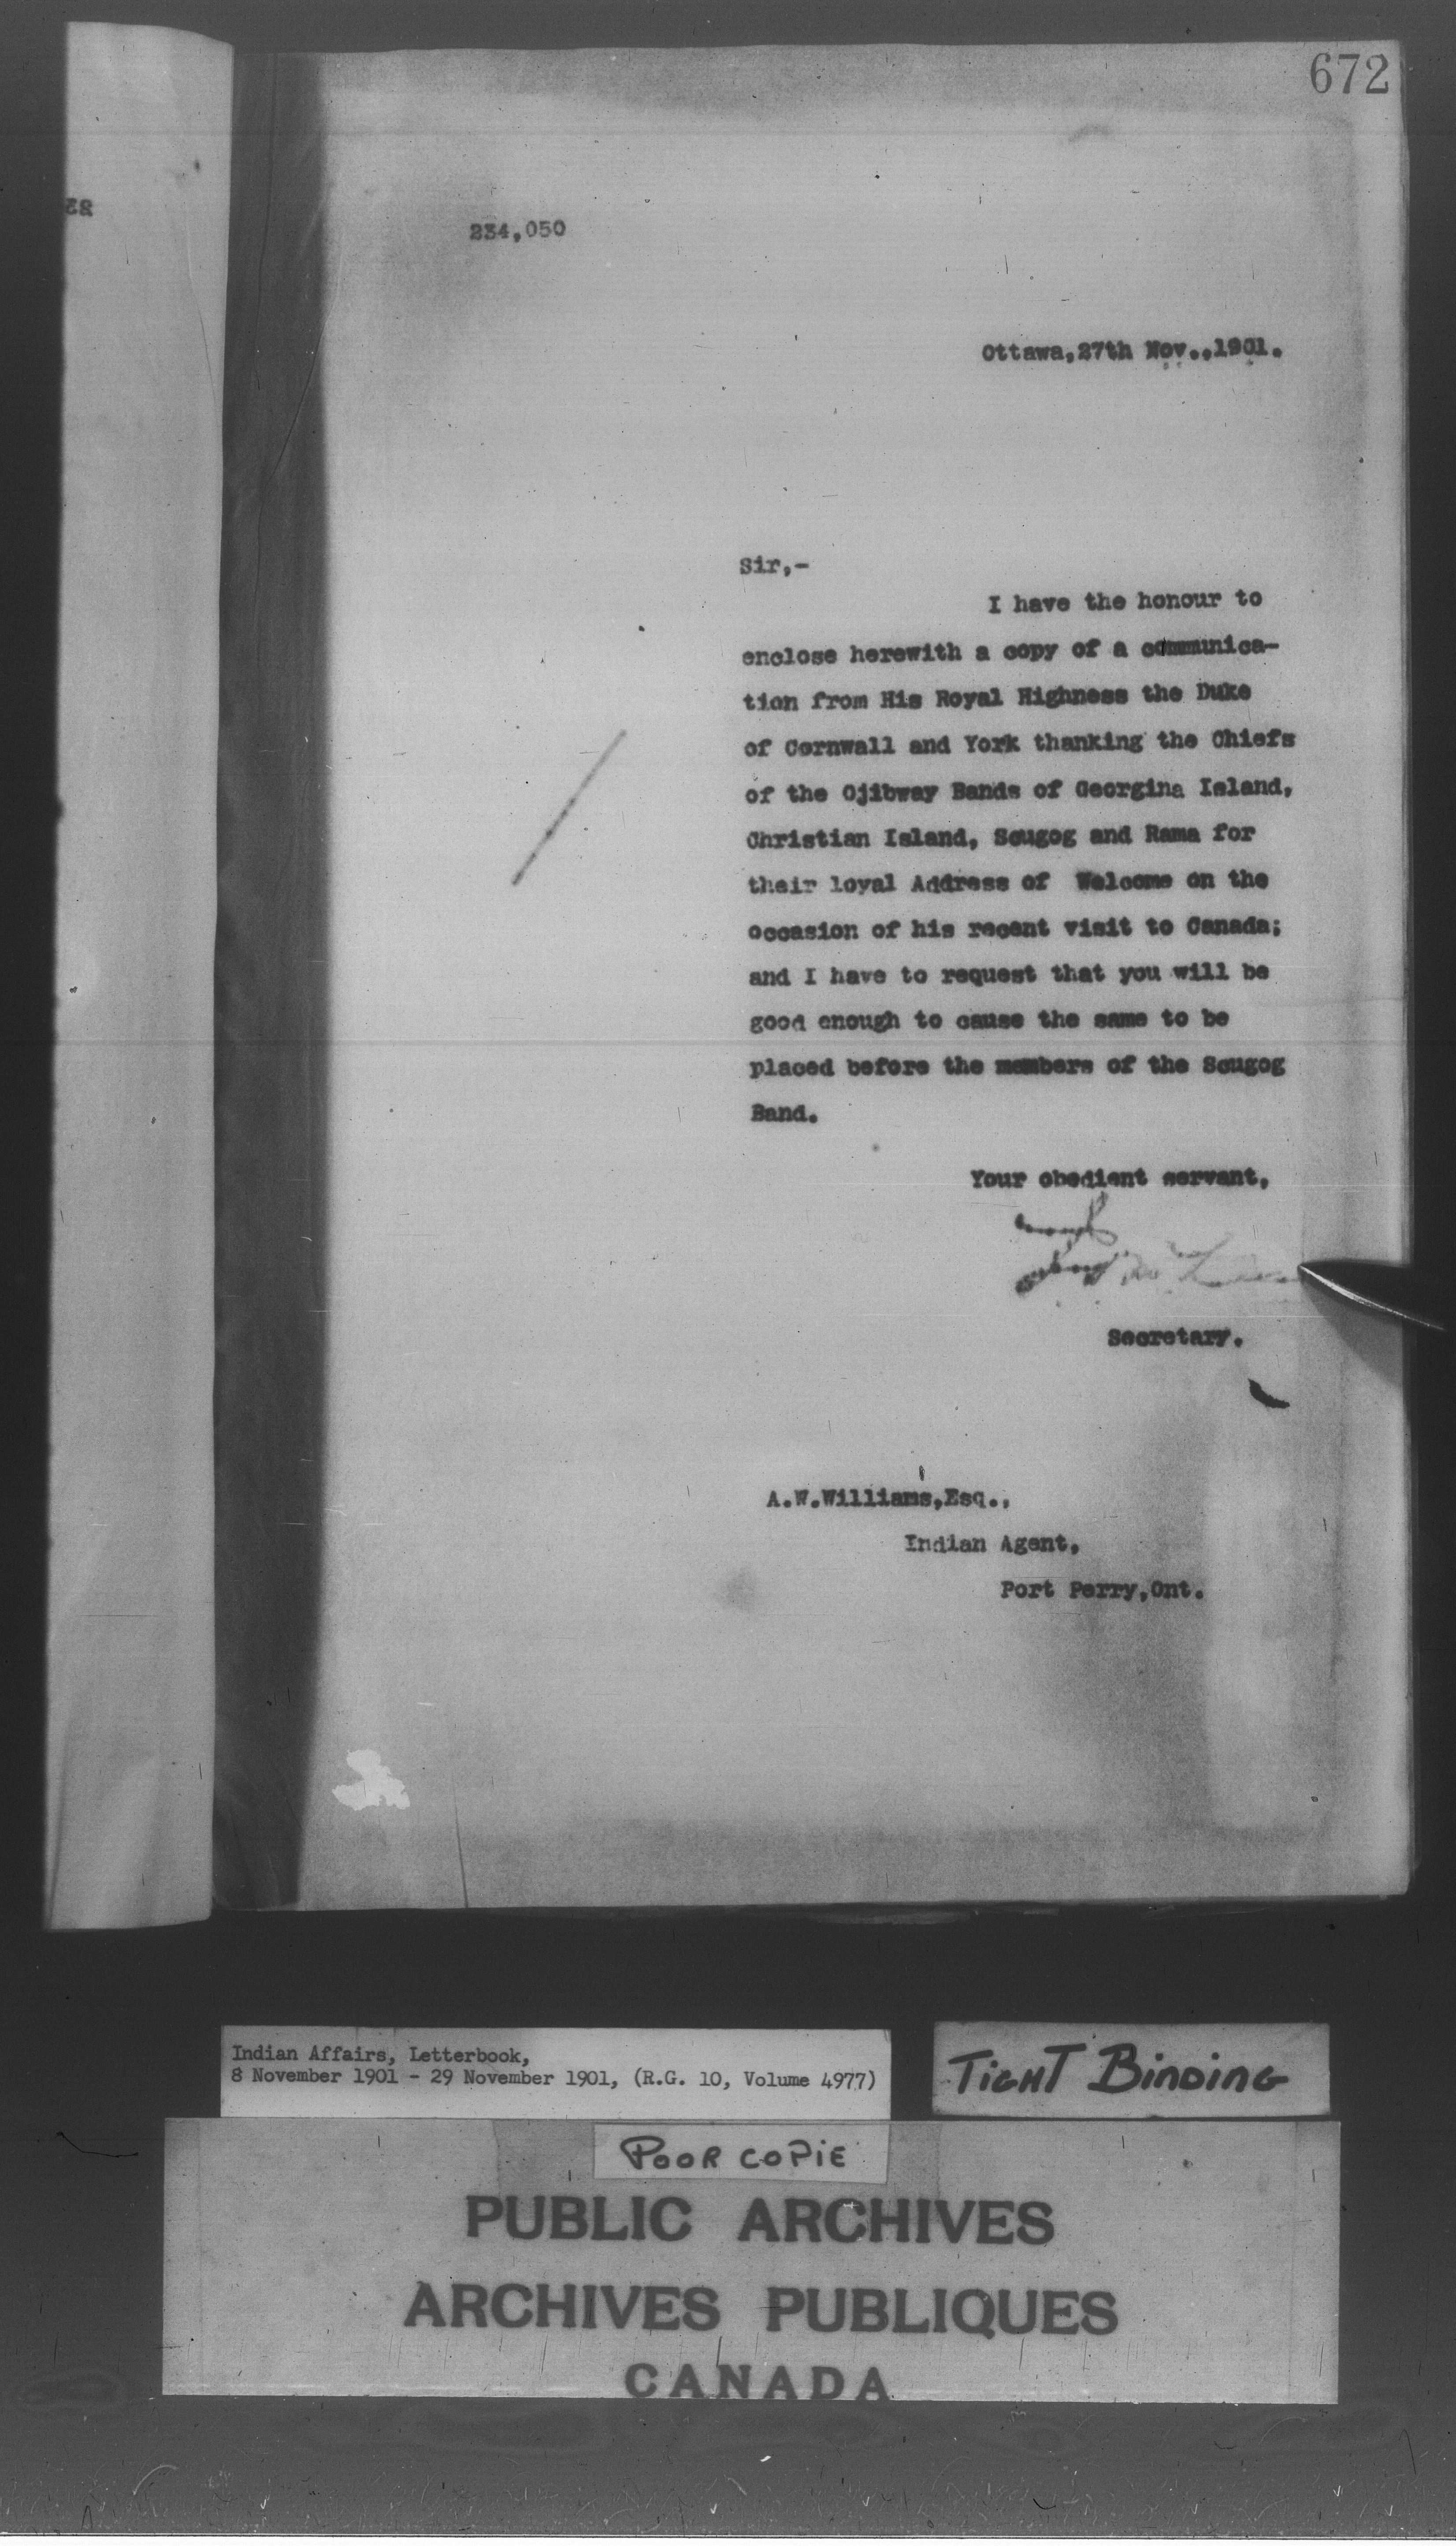 672
234,050
Ottawa,27th Nov.,1901.
Sir,-
I have the honour to
enclose herewith a copy of a communica-
tion from His Royal Highness the Duke
of Cornwall and York thanking the Chiefs
of the Ojibway Bands of Georgina Island,
Christian Island, Scugog and Rama for
their loyal Address of Welcome on the
occasion of his recent visit to Canada;
and I have to request that you will be
good enough to cause the same to be
placed before the members of the Scugog
Band.
Your obedient servant,
Secretary.
A.W.Williams,Esq.,
Indian Agent,
Port Perry,Ont.
Indian Affairs, Letterbook,
8 November 1901 - 29 November 1901, (R.G. 10, Volume 4977)
TIGHT BINDING
POOR COPIE
PUBLIC ARCHIVES
ARCHIVES PUBLIQUES
CANADA